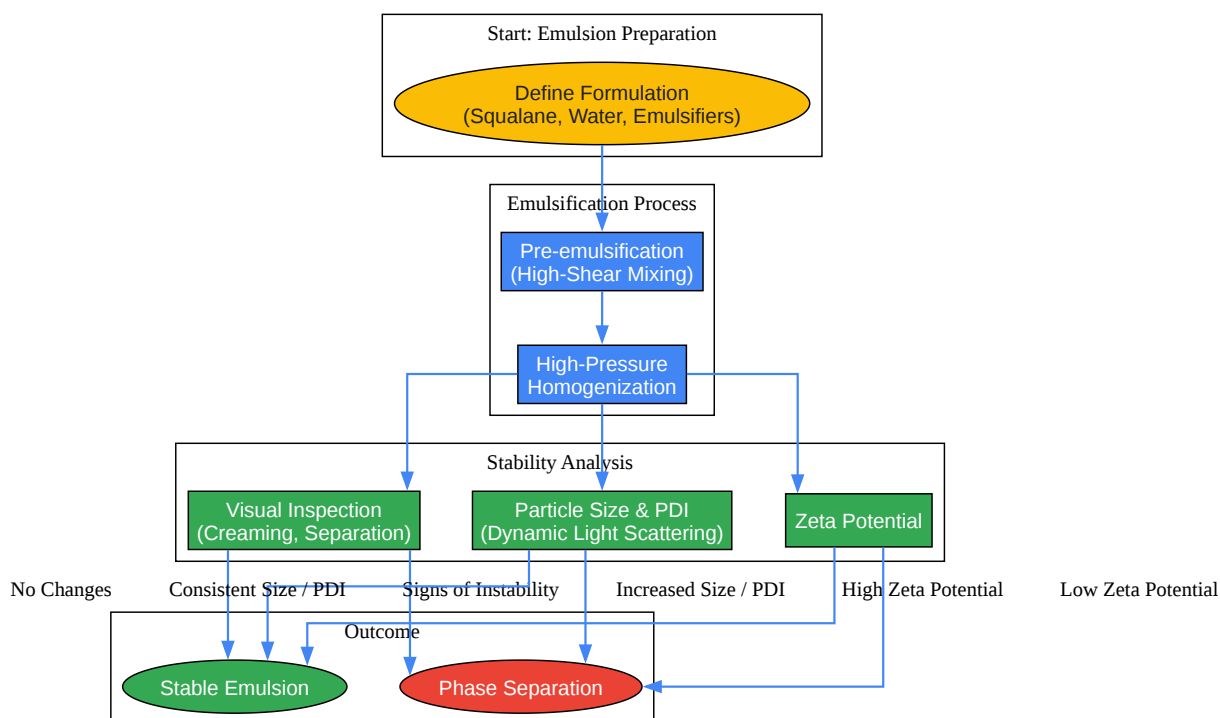 Start: Emulsion Preparation
Define Formulation
(Squalane, Water, Emulsifiers)
Emulsification Process
Pre-emulsification
(High-Shear Mixing)
High-Pressure
Homogenization
Stability Analysis
Visual Inspection
(Creaming, Separation)
Particle Size & PDI
(Dynamic Light Scattering)
Zeta Potential
No Changes
Consistent Size / PDI
Signs of Instability
Increased Size / PDI
High Zeta Potential
Low Zeta Potential
Outcome
Stable Emulsion
Phase Separation